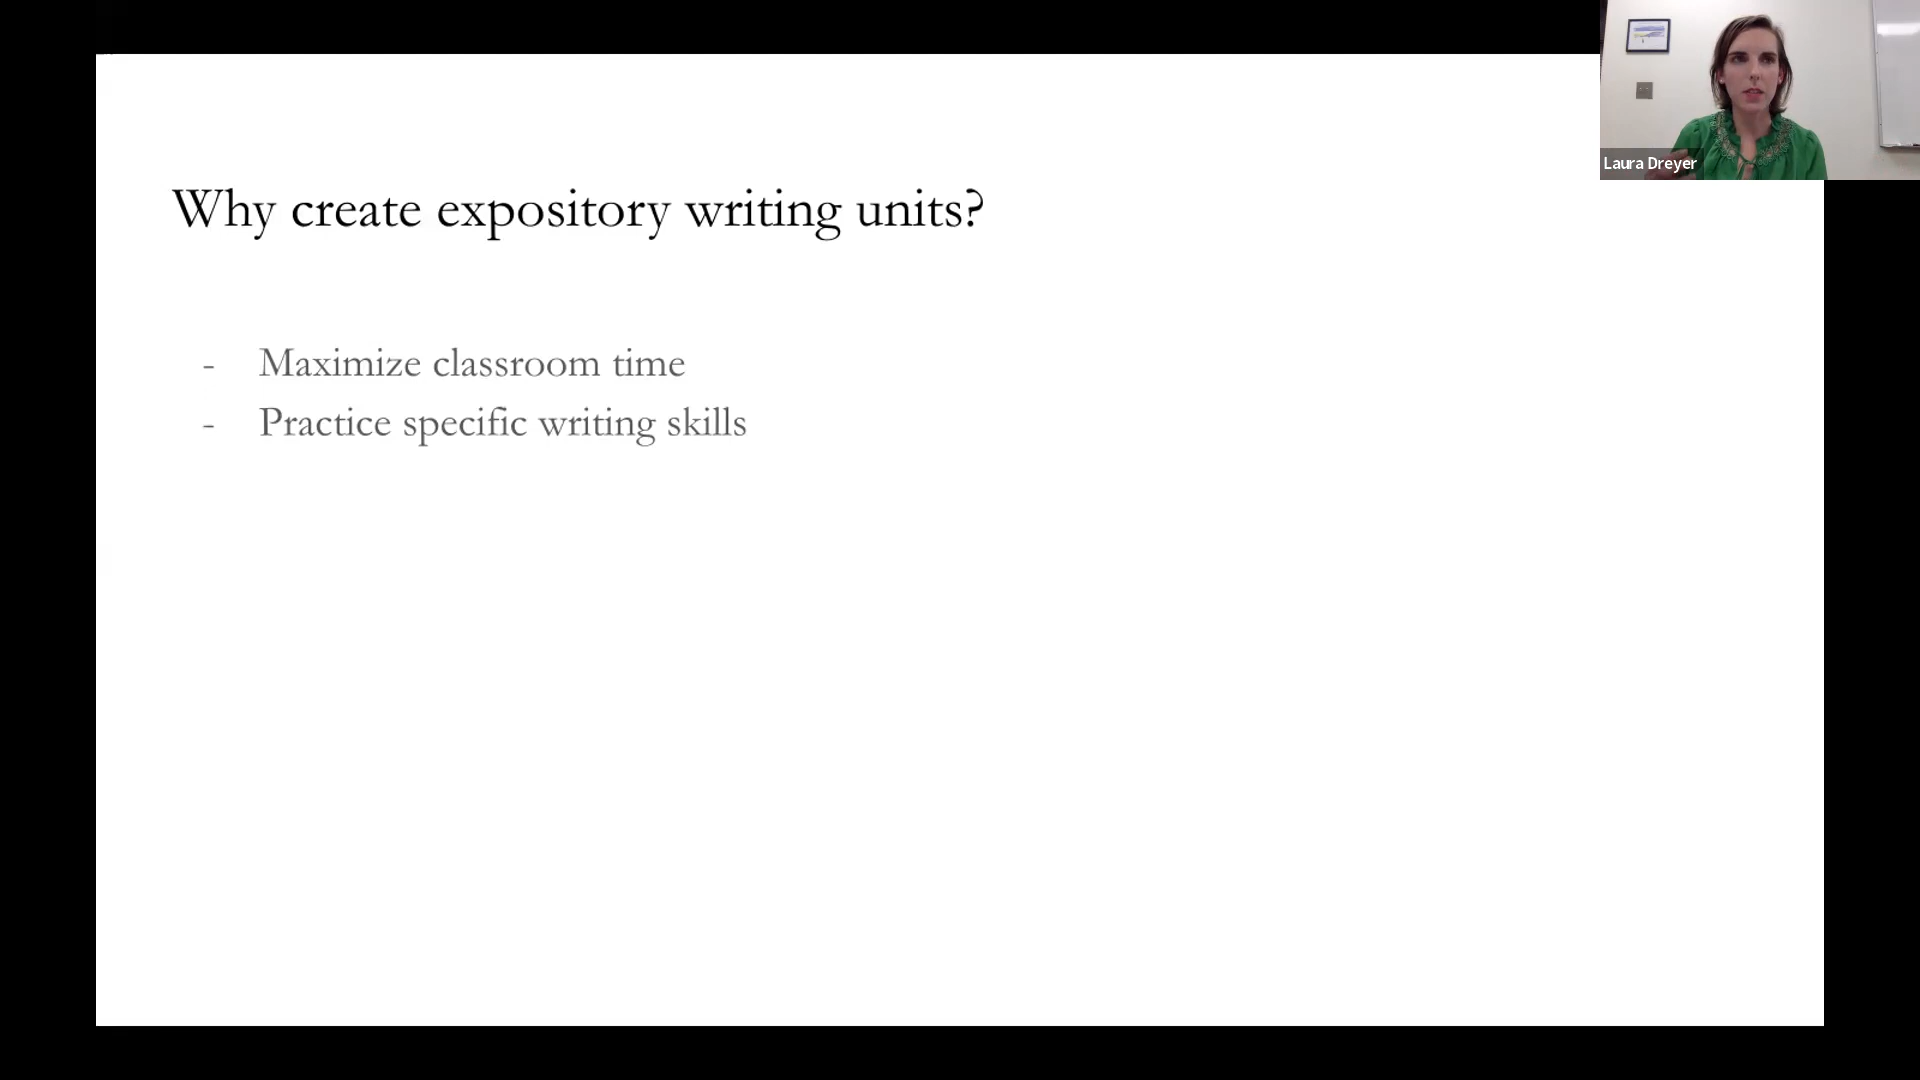 Why create expository writing units?
- Maximize classroom time
- Practice specific writing skills
Laura Dreyer